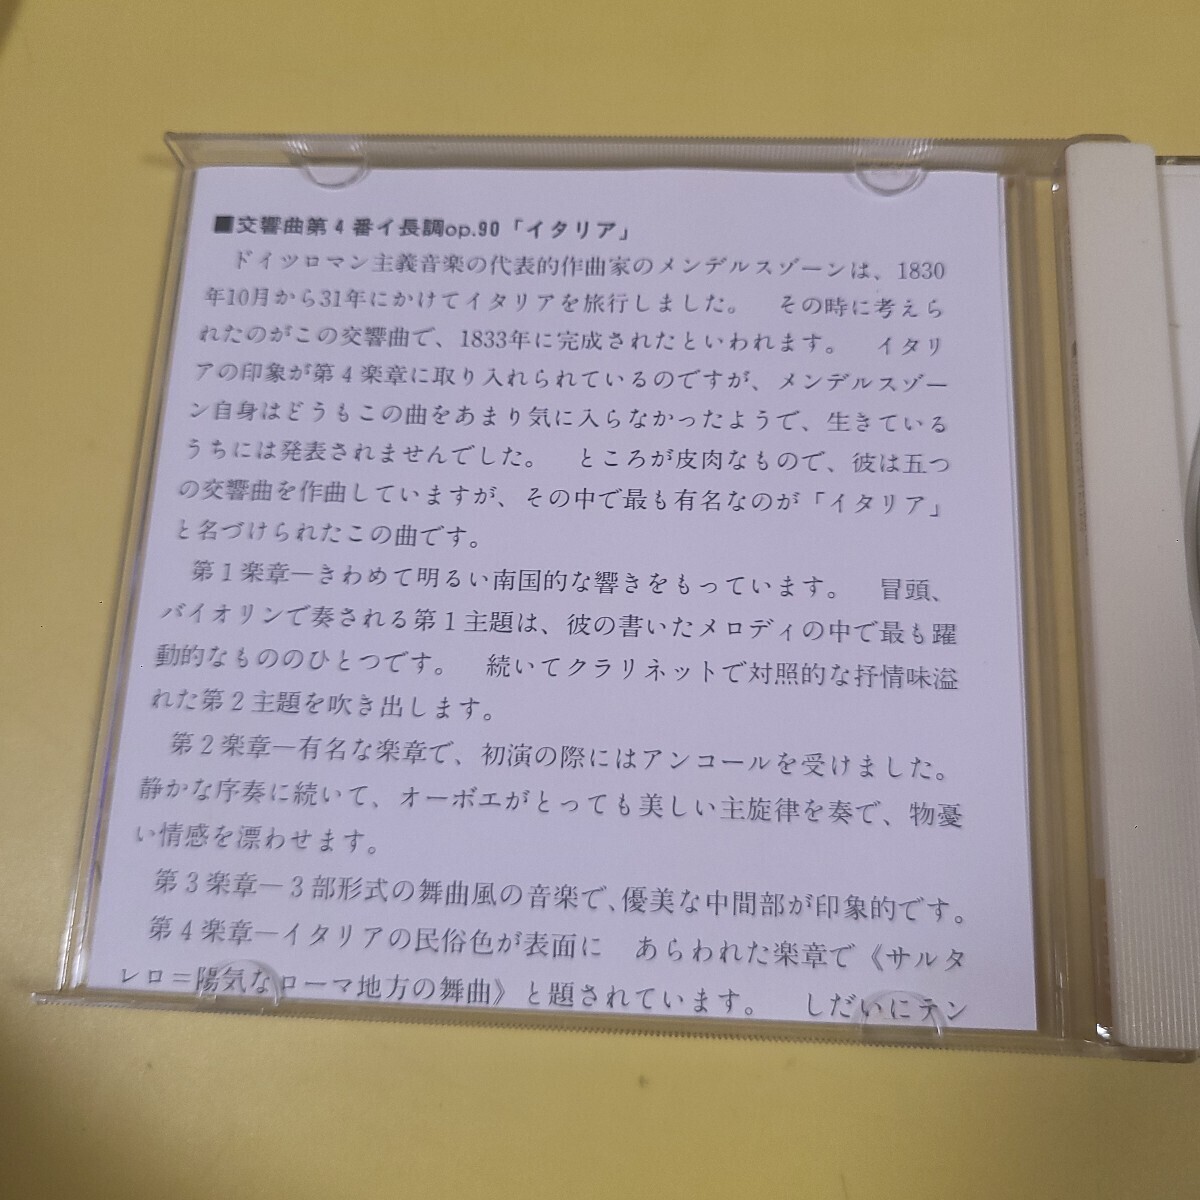 ■交響曲第4番イ長調op.90「イタリア」
ドイツロマン主義音楽の代表的作曲家のメンデルスゾーンは、1830
年10月から31年にかけてイタリアを旅行しました。　その時に考えら
れたのがこの交響曲で、1833年に完成されたといわれます。　イタリ
アの印象が第4楽章に取り入れられているのですが、メンデルスゾー
ン自身はどうもこの曲をあまり気に入らなかったようで、生きている
うちには発表されませんでした。　ところが皮肉なもので、彼は五つ
の交響曲を作曲していますが、その中で最も有名なのが「イタリア」
と名づけられたこの曲です。
第1楽章―きわめて明るい南国的な響きをもっています。　冒頭、
バイオリンで奏される第1主題は、彼の書いたメロディの中で最も躍
動的なもののひとつです。　続いてクラリネットで対照的な抒情味溢
れた第2主題を吹き出します。
第2楽章―有名な楽章で、初演の際にはアンコールを受けました。
静かな序奏に続いて、オーボエがとっても美しい主旋律を奏で、物憂
い情感を漂わせます。
第3楽章―3部形式の舞曲風の音楽で、優美な中間部が印象的です。
第4楽章―イタリアの民俗色が表面に　あらわれた楽章で《サルタ
レロ＝陽気なローマ地方の舞曲》と題されています。　しだいにテン